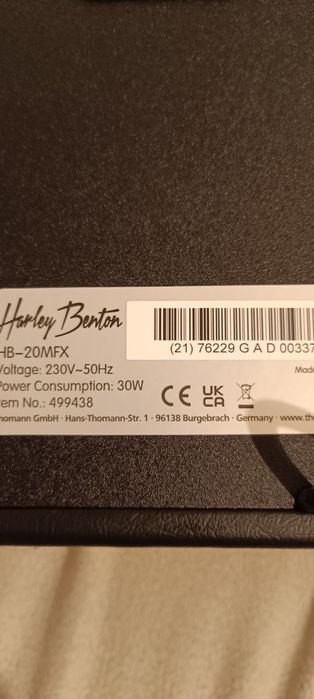 Harley Benton
HB-20MFX
Voltage: 230V~50Hz
Power Consumption: 30W
Item No.: 499438
(21) 76229 G A D 00337
Made
CE UK CA
Thomann GmbH · Hans-Thomann-Str. 1 · 96138 Burgebrach · Germany · www.tho